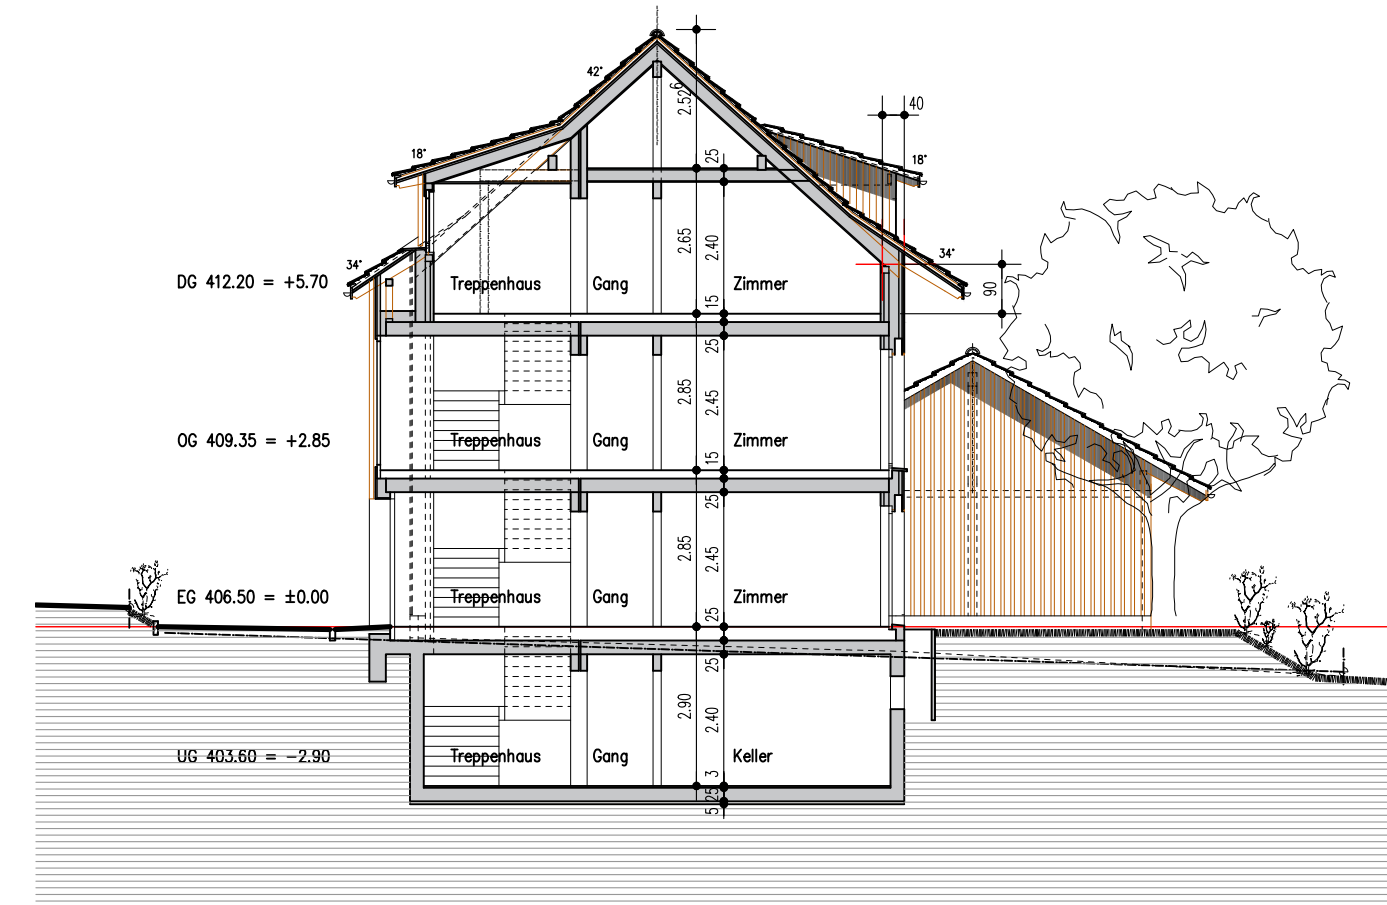 42°
2.52⁶
40
18°
25
18°
2.65
2.40
34°
34°
DG 412.20 = +5.70
Treppenhaus
Gang
Zimmer
90
15
25
2.85
2.45
OG 409.35 = +2.85
Treppenhaus
Gang
Zimmer
15
25
2.85
2.45
EG 406.50 = ±0.00
Treppenhaus
Gang
Zimmer
25
25
2.90
2.40
UG 403.60 = −2.90
Treppenhaus
Gang
Keller
3
25
5